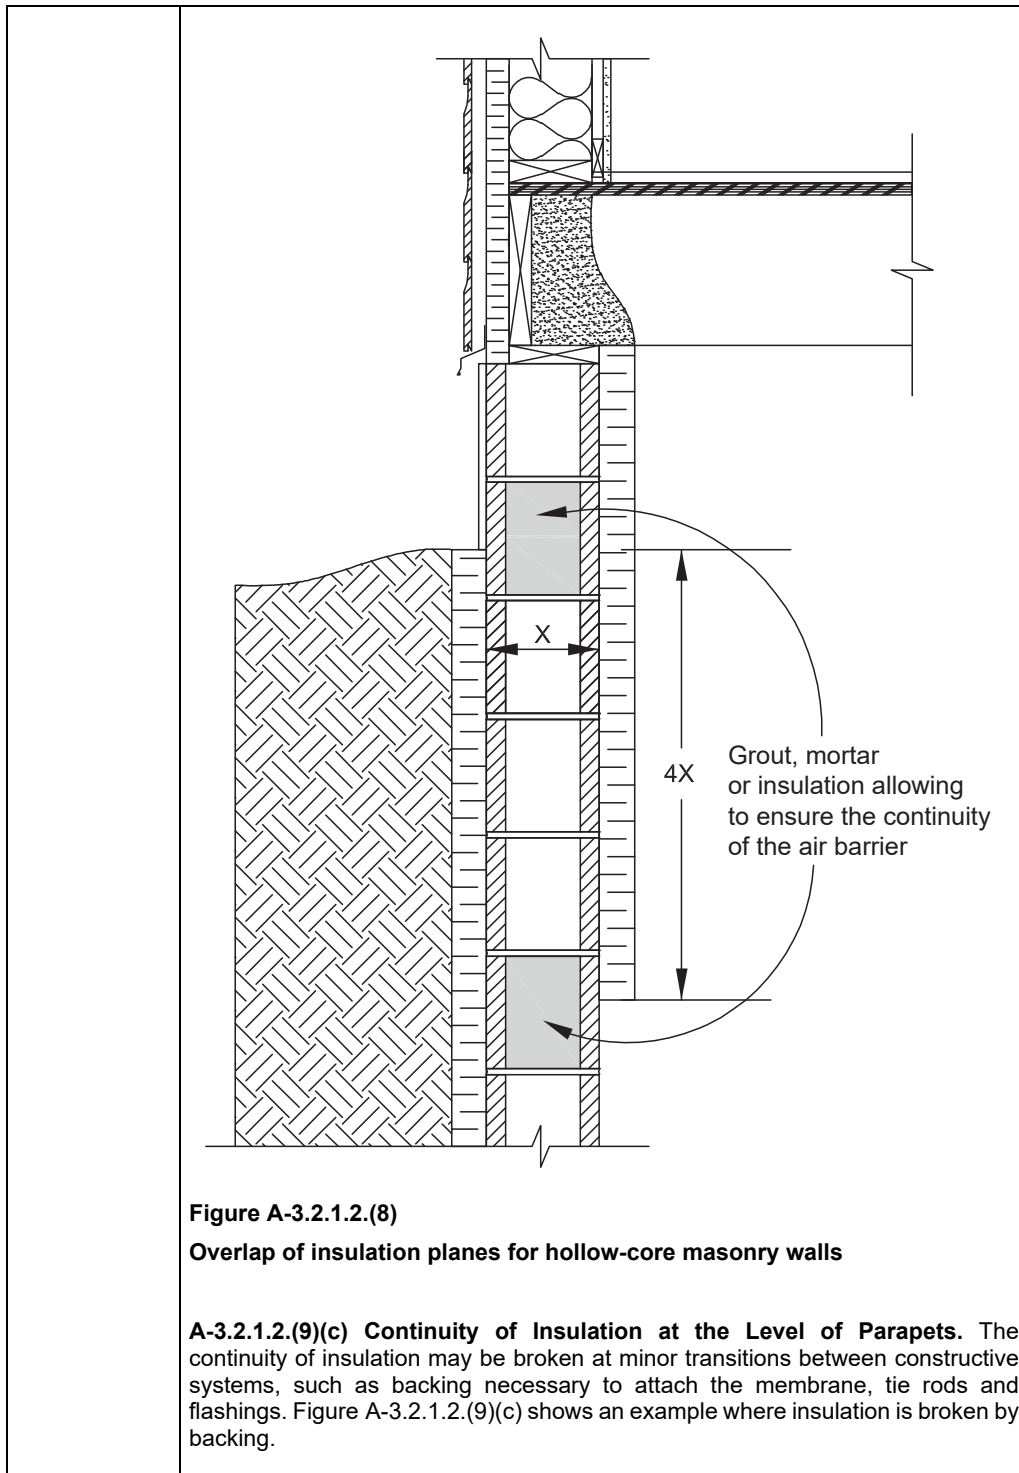 X
4X
Grout, mortar
or insulation allowing
to ensure the continuity
of the air barrier
Figure A-3.2.1.2.(8)
Overlap of insulation planes for hollow-core masonry walls
A-3.2.1.2.(9)(c) Continuity of Insulation at the Level of Parapets. The
continuity of insulation may be broken at minor transitions between constructive
systems, such as backing necessary to attach the membrane, tie rods and
flashings. Figure A-3.2.1.2.(9)(c) shows an example where insulation is broken by
backing.